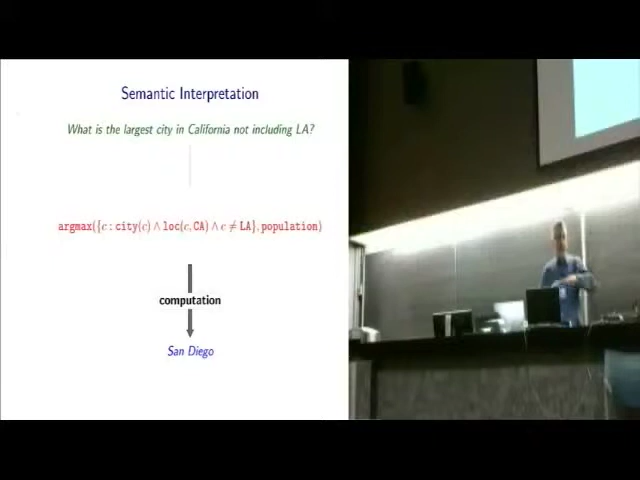 Semantic Interpretation
What is the largest city in California not including LA?
argmax({c : city(c) ∧ loc(c, CA) ∧ c ≠ LA}, population)
computation
San Diego